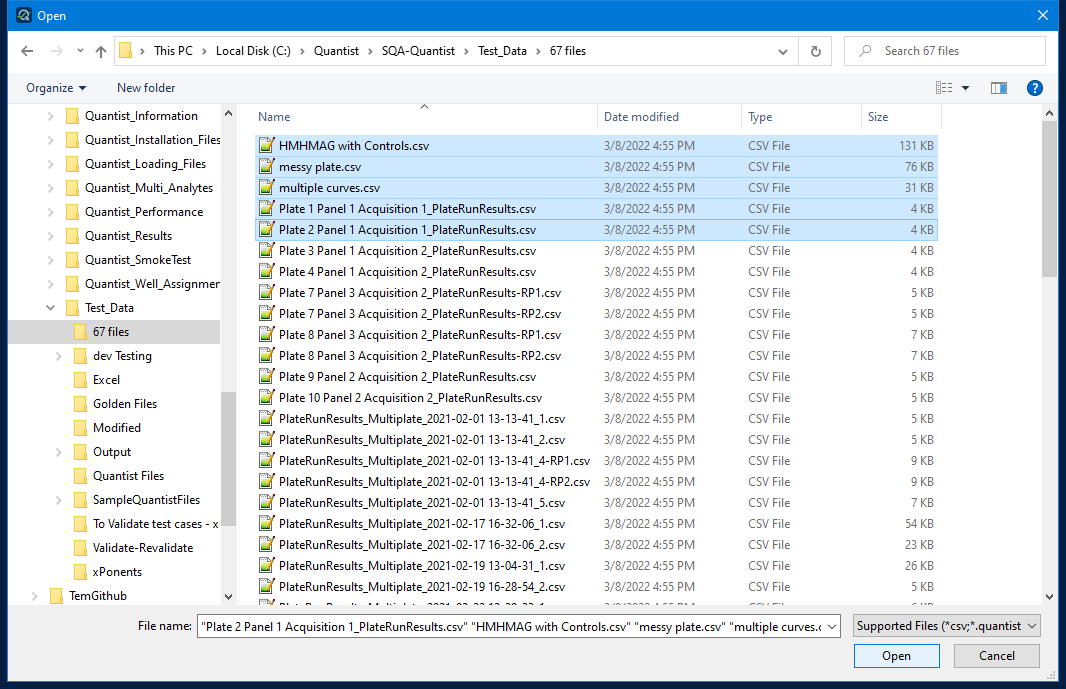 Open
This PC > Local Disk (C:) > Quantist > SQA-Quantist > Test_Data > 67 files
Search 67 files
Organize New folder
Quantist_Information
Quantist_Installation_Files
Quantist_Loading_Files
Quantist_Multi_Analytes
Quantist_Performance
Quantist_Results
Quantist_SmokeTest
Quantist_Well_Assignmen
Test_Data
67 files
dev Testing
Excel
Golden Files
Modified
Output
Quantist Files
SampleQuantistFiles
To Validate test cases - x
Validate-Revalidate
xPonents
TemGithub
Name Date modified Type Size
HMHMAG with Controls.csv 3/8/2022 4:55 PM CSV File 131 KB
messy plate.csv 3/8/2022 4:55 PM CSV File 76 KB
multiple curves.csv 3/8/2022 4:55 PM CSV File 31 KB
Plate 1 Panel 1 Acquisition 1_PlateRunResults.csv 3/8/2022 4:55 PM CSV File 4 KB
Plate 2 Panel 1 Acquisition 1_PlateRunResults.csv 3/8/2022 4:55 PM CSV File 4 KB
Plate 3 Panel 1 Acquisition 2_PlateRunResults.csv 3/8/2022 4:55 PM CSV File 4 KB
Plate 4 Panel 1 Acquisition 2_PlateRunResults.csv 3/8/2022 4:55 PM CSV File 4 KB
Plate 7 Panel 3 Acquisition 2_PlateRunResults-RP1.csv 3/8/2022 4:55 PM CSV File 5 KB
Plate 7 Panel 3 Acquisition 2_PlateRunResults-RP2.csv 3/8/2022 4:55 PM CSV File 5 KB
Plate 8 Panel 3 Acquisition 2_PlateRunResults-RP1.csv 3/8/2022 4:55 PM CSV File 7 KB
Plate 8 Panel 3 Acquisition 2_PlateRunResults-RP2.csv 3/8/2022 4:55 PM CSV File 7 KB
Plate 9 Panel 2 Acquisition 2_PlateRunResults.csv 3/8/2022 4:55 PM CSV File 5 KB
Plate 10 Panel 2 Acquisition 2_PlateRunResults.csv 3/8/2022 4:55 PM CSV File 5 KB
PlateRunResults_Multiplate_2021-02-01 13-13-41_1.csv 3/8/2022 4:55 PM CSV File 5 KB
PlateRunResults_Multiplate_2021-02-01 13-13-41_2.csv 3/8/2022 4:55 PM CSV File 5 KB
PlateRunResults_Multiplate_2021-02-01 13-13-41_4-RP1.csv 3/8/2022 4:55 PM CSV File 9 KB
PlateRunResults_Multiplate_2021-02-01 13-13-41_4-RP2.csv 3/8/2022 4:55 PM CSV File 9 KB
PlateRunResults_Multiplate_2021-02-01 13-13-41_5.csv 3/8/2022 4:55 PM CSV File 7 KB
PlateRunResults_Multiplate_2021-02-17 16-32-06_1.csv 3/8/2022 4:55 PM CSV File 54 KB
PlateRunResults_Multiplate_2021-02-17 16-32-06_2.csv 3/8/2022 4:55 PM CSV File 23 KB
PlateRunResults_Multiplate_2021-02-19 13-04-31_1.csv 3/8/2022 4:55 PM CSV File 26 KB
PlateRunResults_Multiplate_2021-02-19 16-28-54_2.csv 3/8/2022 4:55 PM CSV File 5 KB
File name: "Plate 2 Panel 1 Acquisition 1_PlateRunResults.csv" "HMHMAG with Controls.csv" "messy plate.csv" "multiple curves.c Supported Files (*csv;*.quantist
Open Cancel